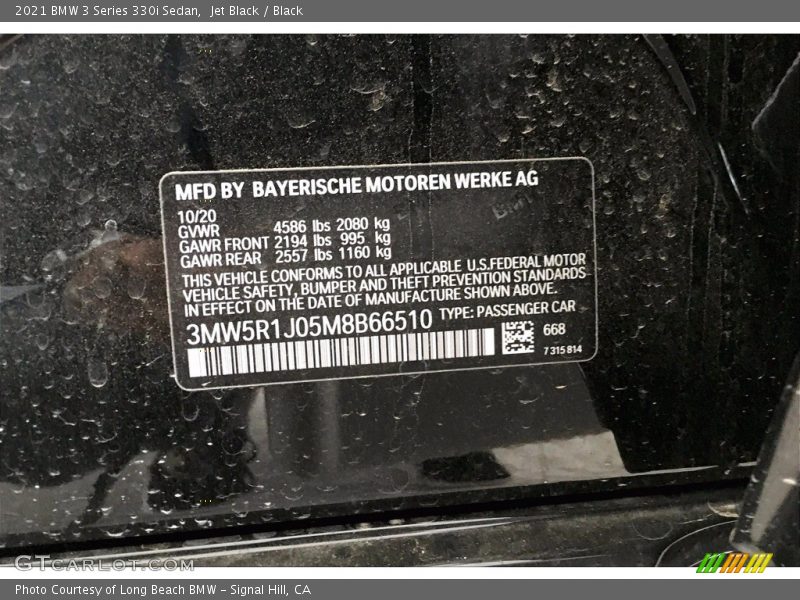 2021 BMW 3 Series 330i Sedan,  Jet Black / Black
MFD BY BAYERISCHE MOTOREN WERKE AG
10/20
GVWR 4586 lbs 2080 kg
GAWR FRONT 2194 lbs 995 kg
GAWR REAR 2557 lbs 1160 kg
THIS VEHICLE CONFORMS TO ALL APPLICABLE U.S.FEDERAL MOTOR
VEHICLE SAFETY, BUMPER AND THEFT PREVENTION STANDARDS
IN EFFECT ON THE DATE OF MANUFACTURE SHOWN ABOVE.
3MW5R1J05M8B66510 TYPE: PASSENGER CAR
668
7 315 814
GTCARLOT.COM
Photo Courtesy of Long Beach BMW - Signal Hill, CA